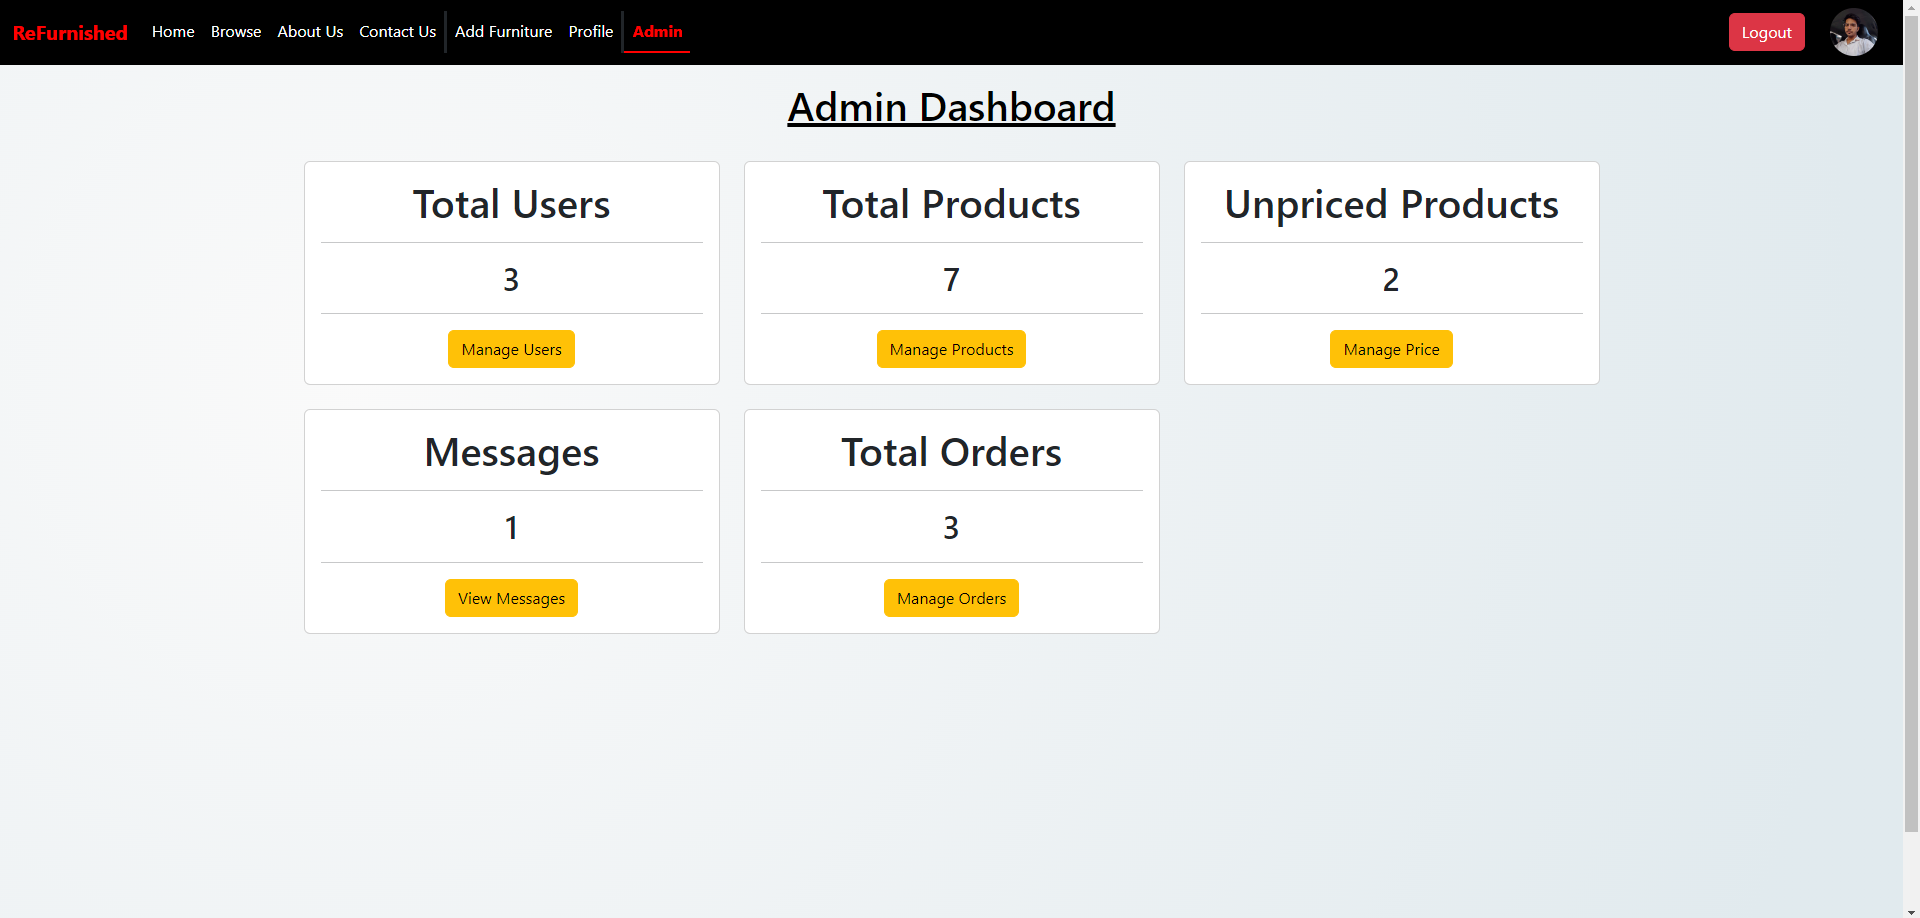 ReFurnished Home Browse About Us Contact Us Add Furniture Profile Admin Logout
Admin Dashboard
Total Users
3
Manage Users
Total Products
7
Manage Products
Unpriced Products
2
Manage Price
Messages
1
View Messages
Total Orders
3
Manage Orders